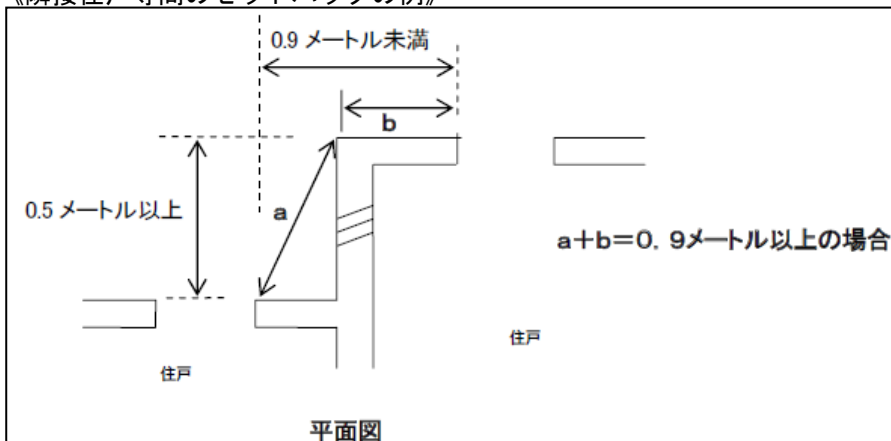 《隣接住戸等間のセットバックの例》
0.9 メートル未満
b
0.5 メートル以上
a
a+b=0. 9メートル以上の場合
住戸
住戸
平面図